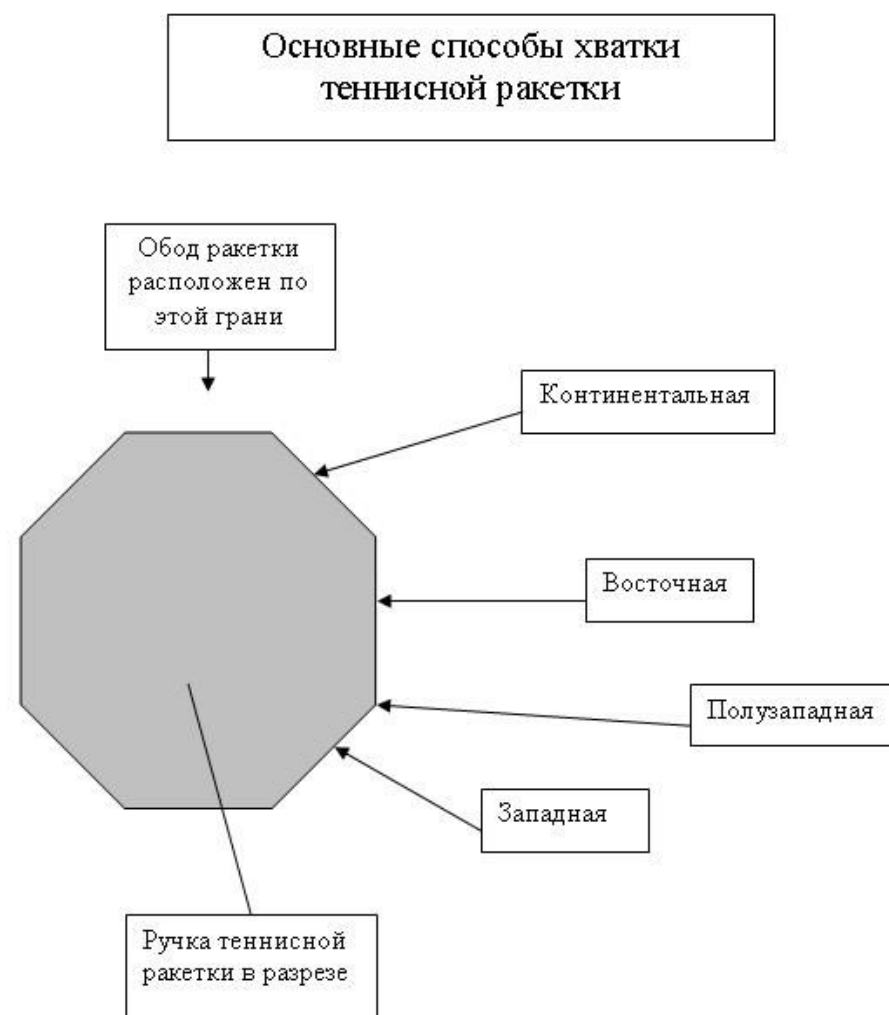 Основные способы хватки
теннисной ракетки
Обод ракетки
расположен по
этой грани
Континентальная
Восточная
Полузападная
Западная
Ручка теннисной
ракетки в разрезе